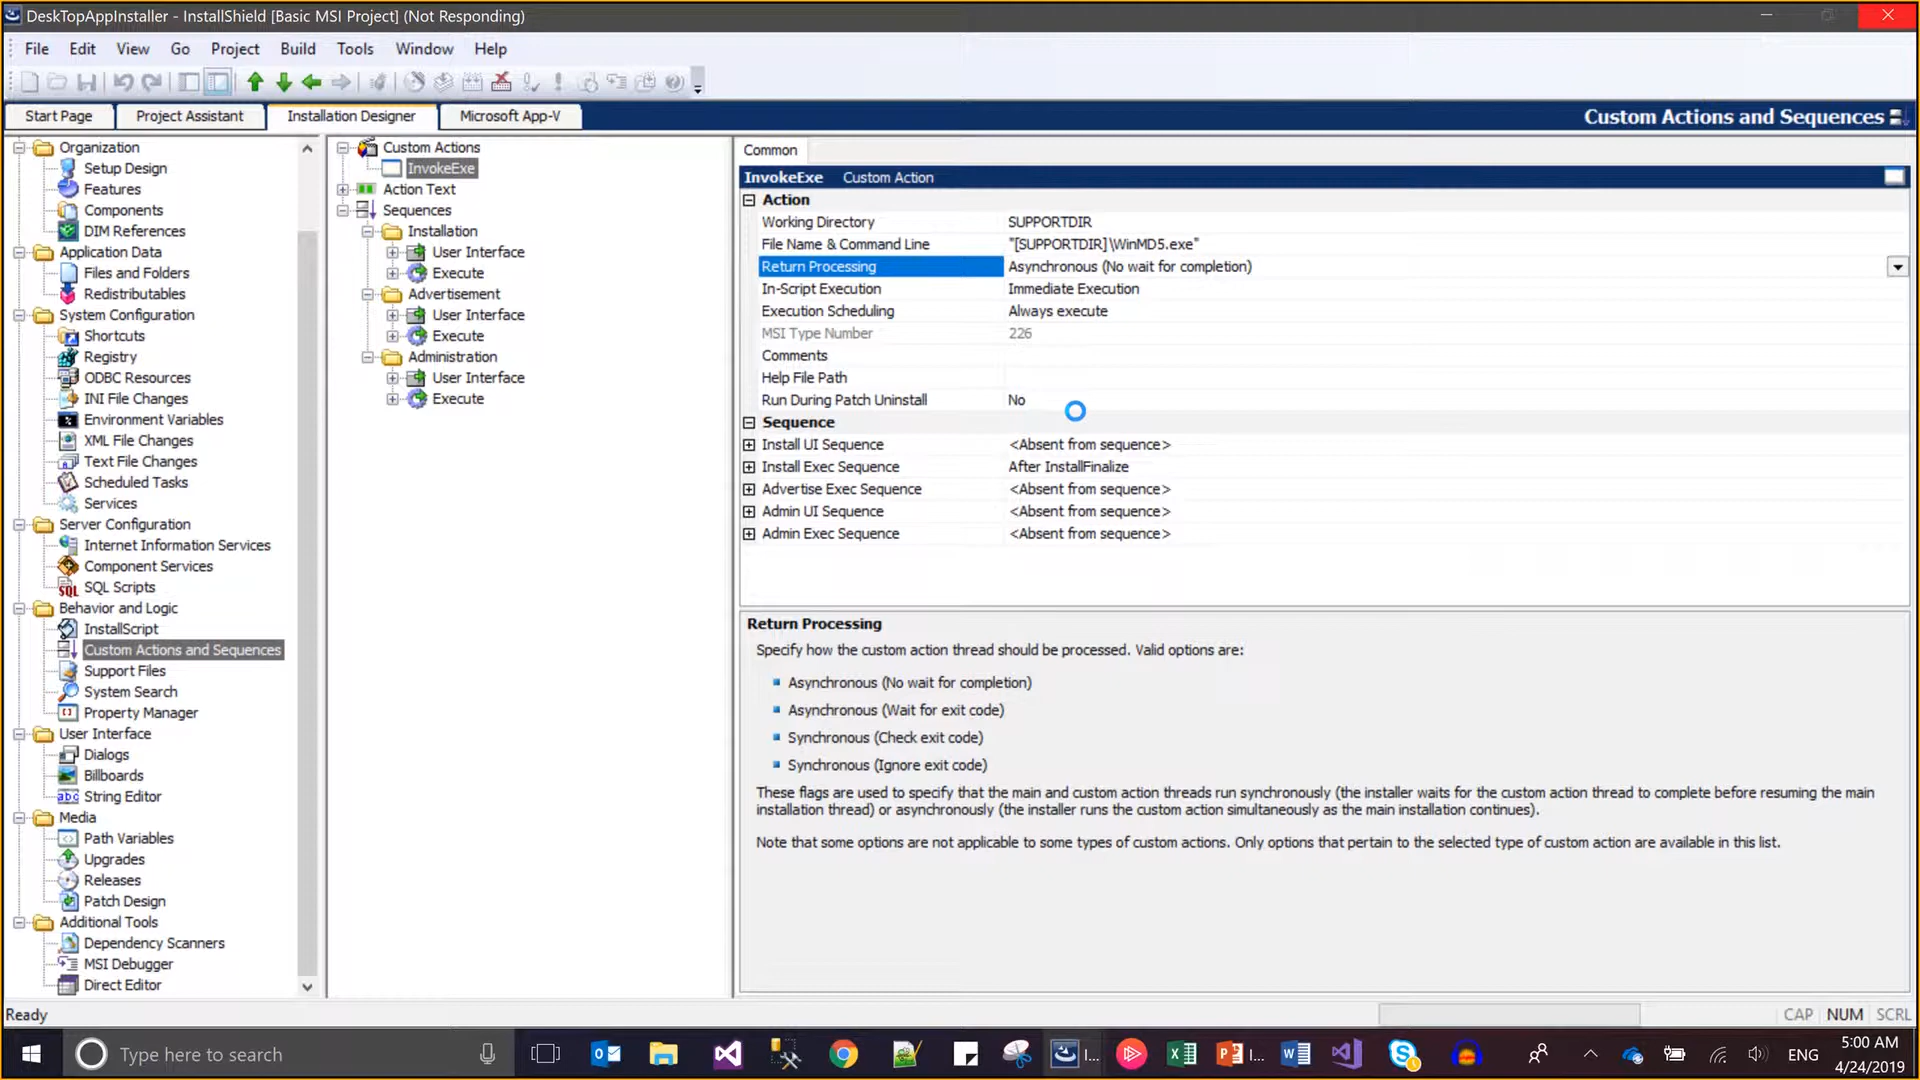 DeskTopAppInstaller - InstallShield [Basic MSI Project] (Not Responding)
File Edit View Go Project Build Tools Window Help
Start Page Project Assistant Installation Designer Microsoft App-V Custom Actions and Sequences
Organization
Setup Design
Features
Components
DIM References
Application Data
Files and Folders
Redistributables
System Configuration
Shortcuts
Registry
ODBC Resources
INI File Changes
Environment Variables
XML File Changes
Text File Changes
Scheduled Tasks
Services
Server Configuration
Internet Information Services
Component Services
SQL Scripts
Behavior and Logic
InstallScript
Custom Actions and Sequences
Support Files
System Search
Property Manager
User Interface
Dialogs
Billboards
String Editor
Media
Path Variables
Upgrades
Releases
Patch Design
Additional Tools
Dependency Scanners
MSI Debugger
Direct Editor
Custom Actions
InvokeExe
Action Text
Sequences
Installation
User Interface
Execute
Advertisement
User Interface
Execute
Administration
User Interface
Execute
Common
InvokeExe Custom Action
Action
Working Directory SUPPORTDIR
File Name & Command Line "[SUPPORTDIR]\WinMD5.exe"
Return Processing Asynchronous (No wait for completion)
In-Script Execution Immediate Execution
Execution Scheduling Always execute
MSI Type Number 226
Comments
Help File Path
Run During Patch Uninstall No
Sequence
Install UI Sequence <Absent from sequence>
Install Exec Sequence After InstallFinalize
Advertise Exec Sequence <Absent from sequence>
Admin UI Sequence <Absent from sequence>
Admin Exec Sequence <Absent from sequence>
Return Processing
Specify how the custom action thread should be processed. Valid options are:
Asynchronous (No wait for completion)
Asynchronous (Wait for exit code)
Synchronous (Check exit code)
Synchronous (Ignore exit code)
These flags are used to specify that the main and custom action threads run synchronously (the installer waits for the custom action thread to complete before resuming the main
installation thread) or asynchronously (the installer runs the custom action simultaneously as the main installation continues).
Note that some options are not applicable to some types of custom actions. Only options that pertain to the selected type of custom action are available in this list.
Ready CAP NUM SCRL
Type here to search I... I... ENG
5:00 AM
4/24/2019